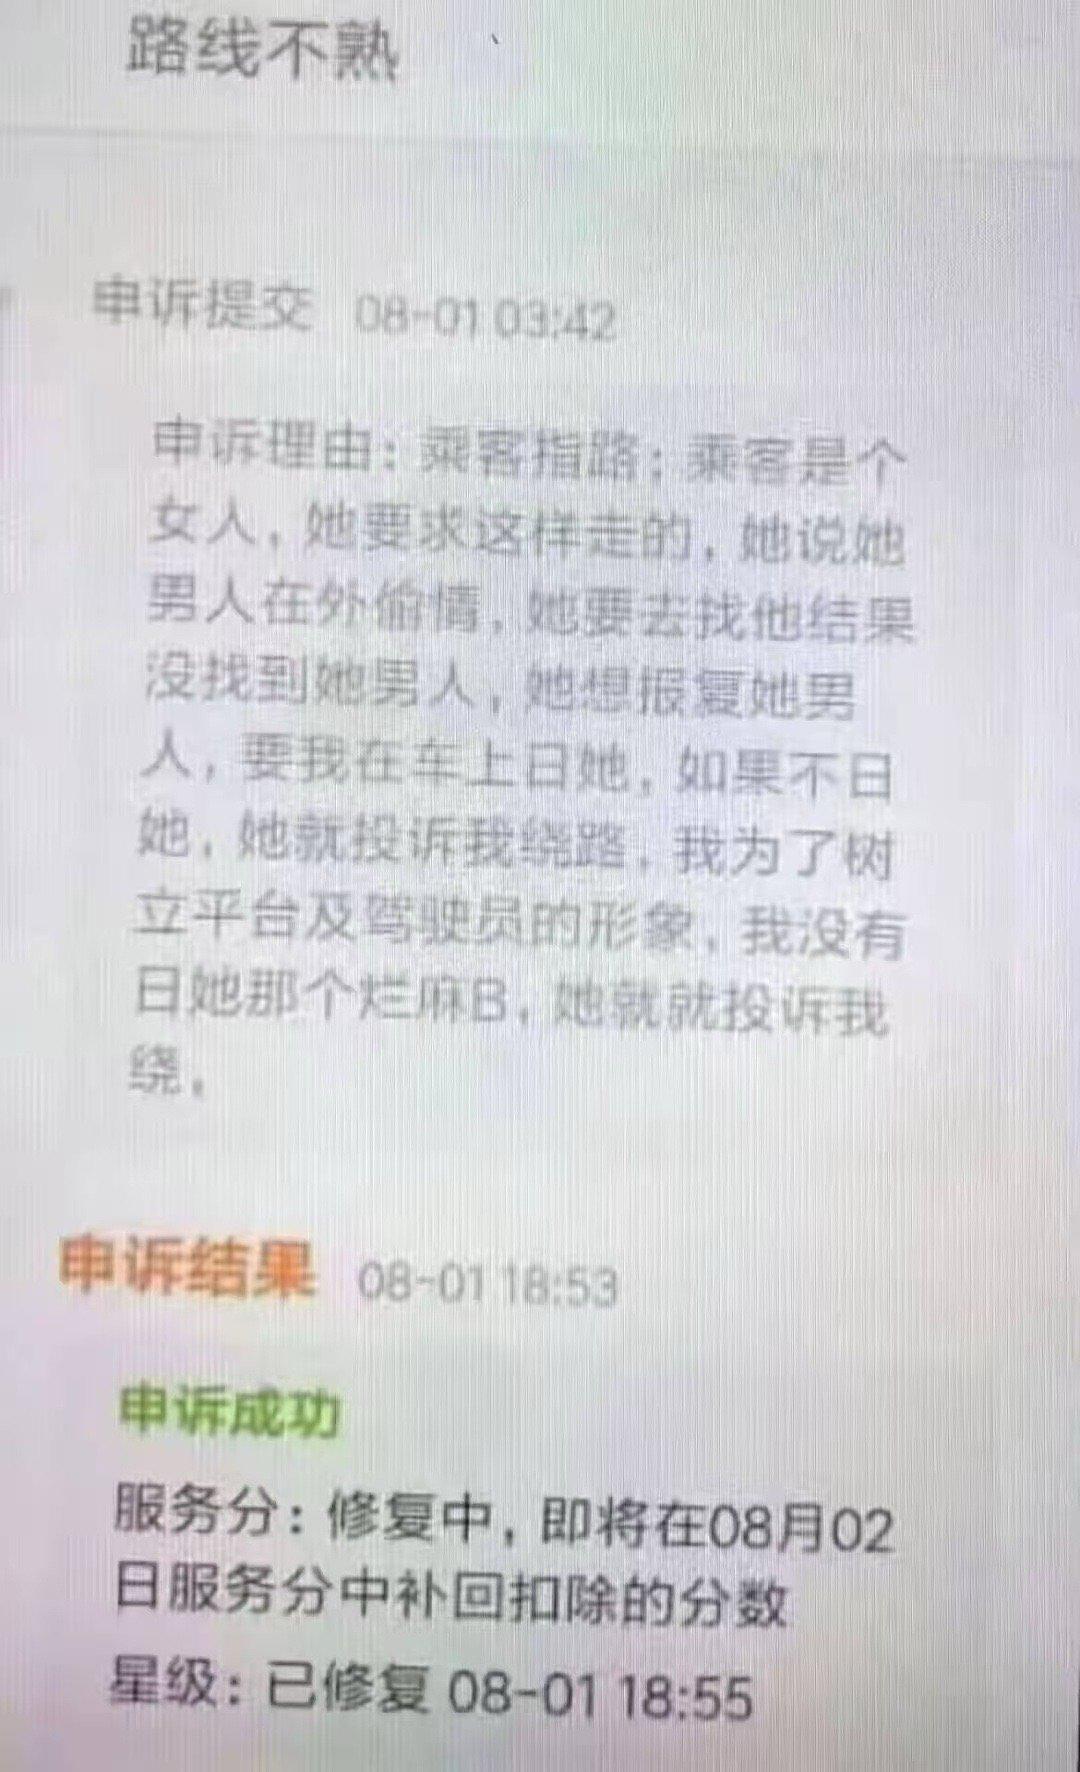 路线不熟
申诉提交 08-01 03:42
申诉理由：乘客指路；乘客是个
女人，她要求这样走的，她说她
男人在外偷情，她要去找他结果
没找到她男人，她想报复她男
人，要我在车上日她，如果不日
她，她就投诉我绕路，我为了树
立平台及驾驶员的形象，我没有
日她那个烂麻B，她就就投诉我
绕，
申诉结果 08-01 18:53
申诉成功
服务分：修复中，即将在08月02
日服务分中补回扣除的分数
星级：已修复 08-01 18:55